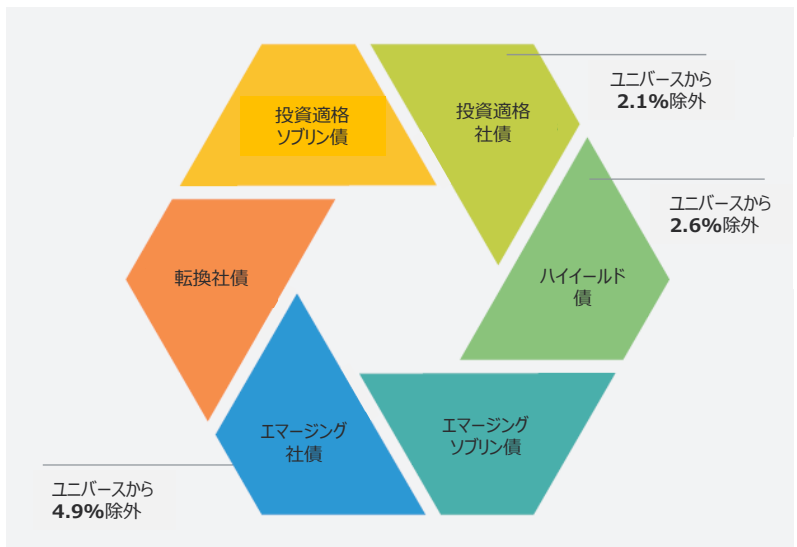 投資適格
ソブリン債
投資適格
社債
ユニバースから
2.1%除外
ユニバースから
2.6%除外
転換社債
ハイイールド
債
エマージング
社債
エマージング
ソブリン債
ユニバースから
4.9%除外